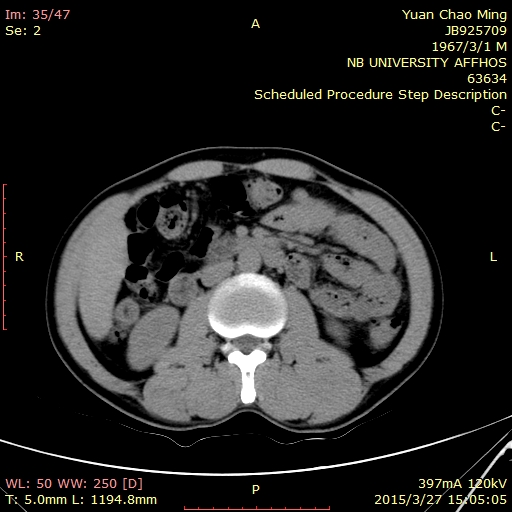 Im: 35/47
Se: 2
A
Yuan Chao Ming
JB925709
1967/3/1 M
NB UNIVERSITY AFFHOS
63634
Scheduled Procedure Step Description
C-
C-
R
L
WL: 50 WW: 250 [D]
T: 5.0mm L: 1194.8mm
P
397mA 120kV
2015/3/27 15:05:05